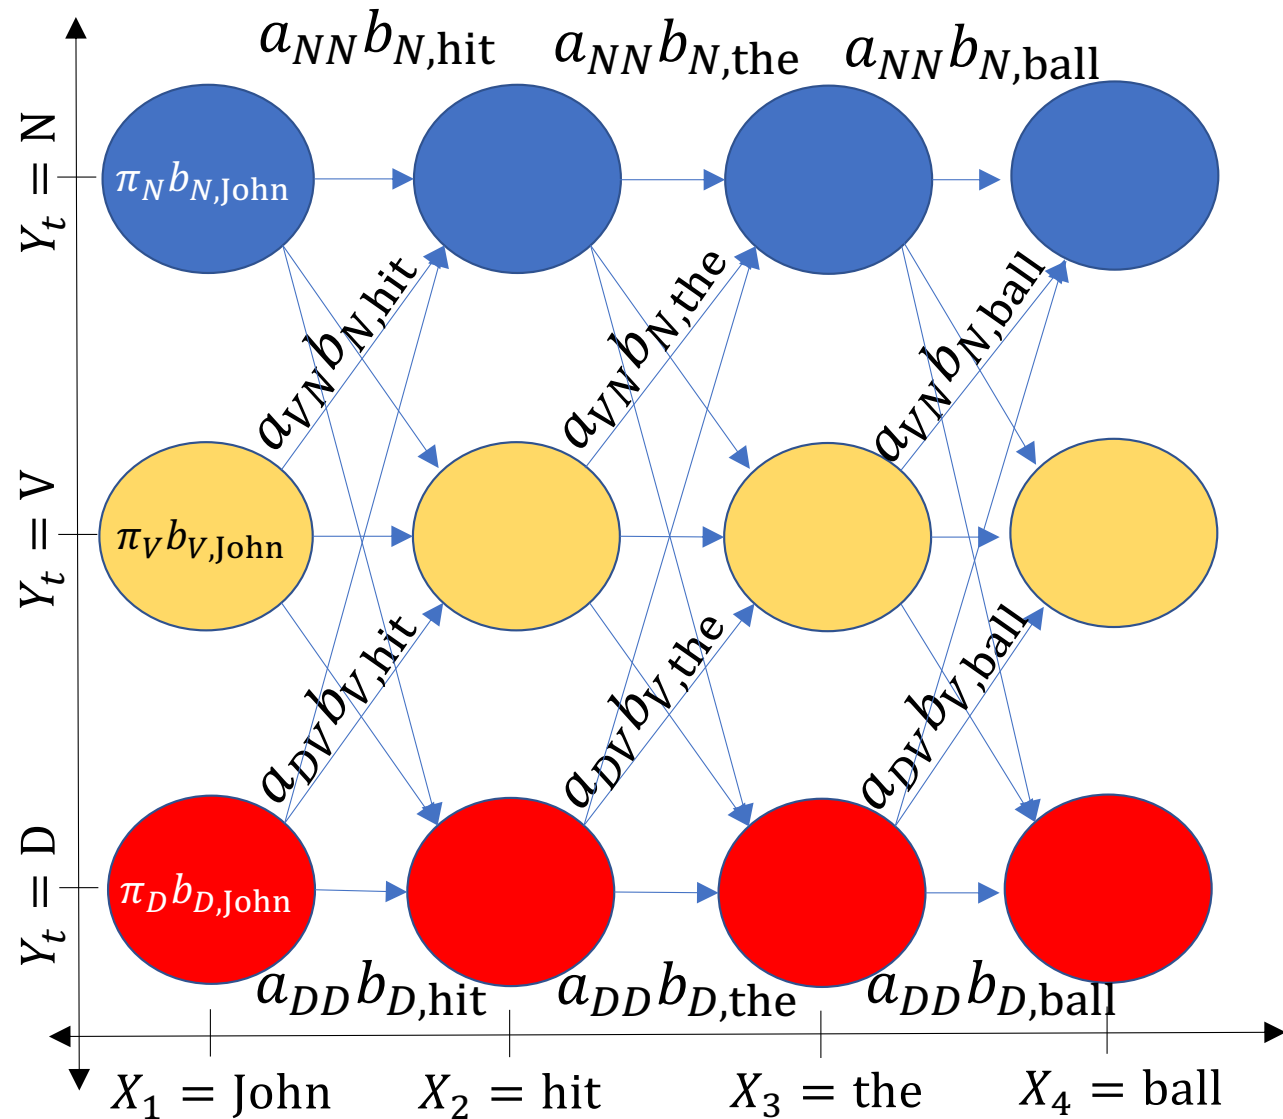 a_{NN}b_{N,hit} a_{NN}b_{N,the} a_{NN}b_{N,ball}
Y_t = N
π_N b_{N,John}
a_{VN}b_{N,hit} a_{VN}b_{N,the} a_{VN}b_{N,ball}
Y_t = V
π_V b_{V,John}
a_{DV}b_{V,hit} a_{DV}b_{V,the} a_{DV}b_{V,ball}
Y_t = D
π_D b_{D,John}
a_{DD}b_{D,hit} a_{DD}b_{D,the} a_{DD}b_{D,ball}
X_1 = John X_2 = hit X_3 = the X_4 = ball